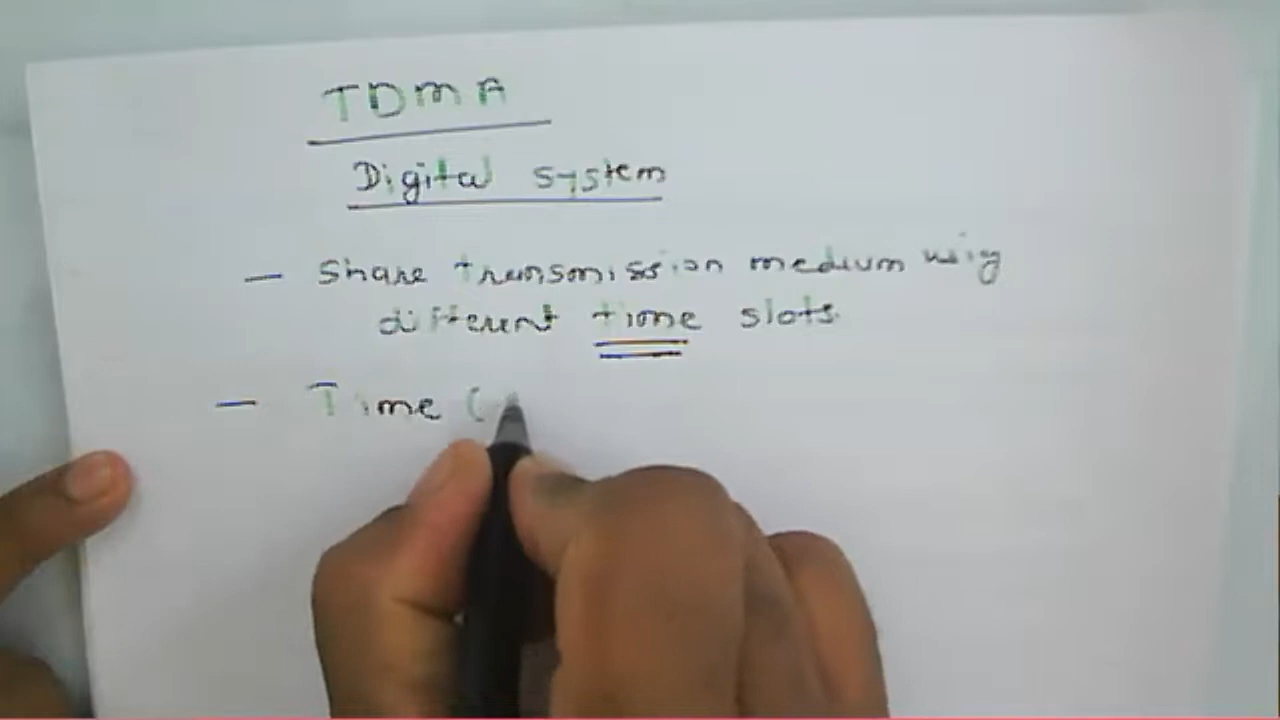 TDMA
Digital system
— Share transmission medium using
different time slots.
— Time (